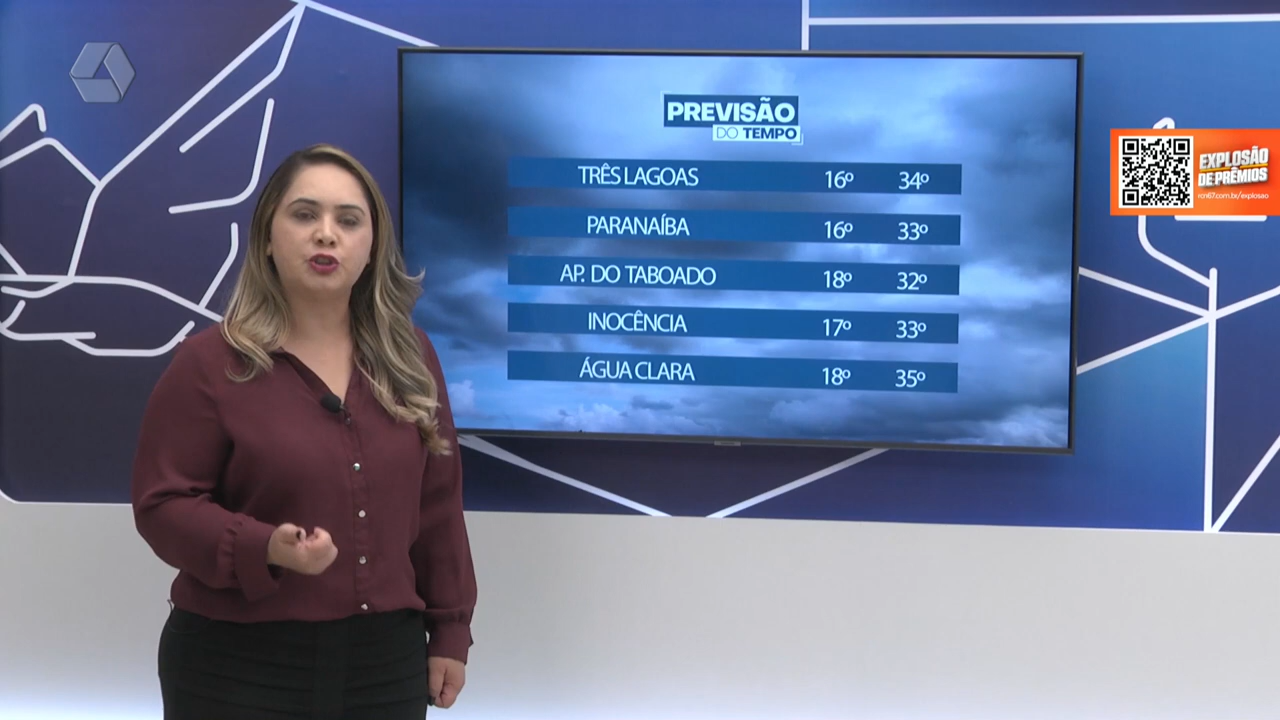 PREVISÃO
DO TEMPO
TRÊS LAGOAS 16º 34º
PARANAÍBA 16º 33º
AP. DO TABOADO 18º 32º
INOCÊNCIA 17º 33º
ÁGUA CLARA 18º 35º
EXPLOSÃO
DE PRÊMIOS
rcn67.com.br/explosao